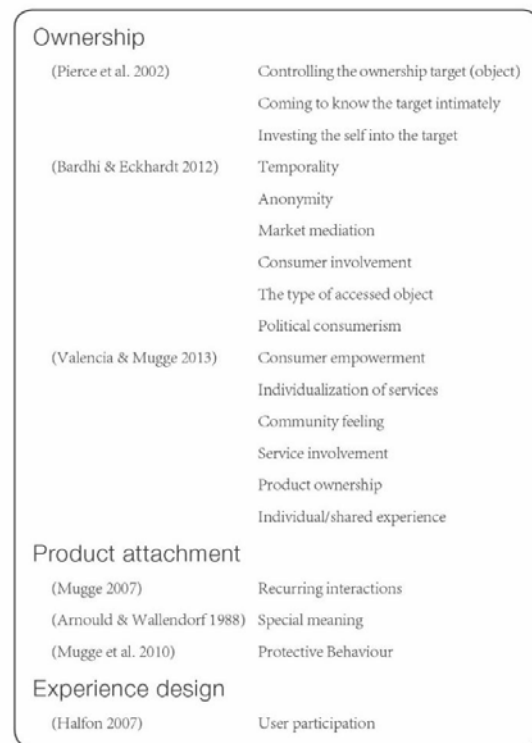 Ownership
(Pierce et al. 2002) Controlling the ownership target (object)
Coming to know the target intimately
Investing the self into the target
(Bardhi & Eckhardt 2012) Temporality
Anonymity
Market mediation
Consumer involvement
The type of accessed object
Political consumerism
(Valencia & Mugge 2013) Consumer empowerment
Individualization of services
Community feeling
Service involvement
Product ownership
Individual/shared experience
Product attachment
(Mugge 2007) Recurring interactions
(Arnould & Wallendorf 1988) Special meaning
(Mugge et al. 2010) Protective Behaviour
Experience design
(Halfon 2007) User participation